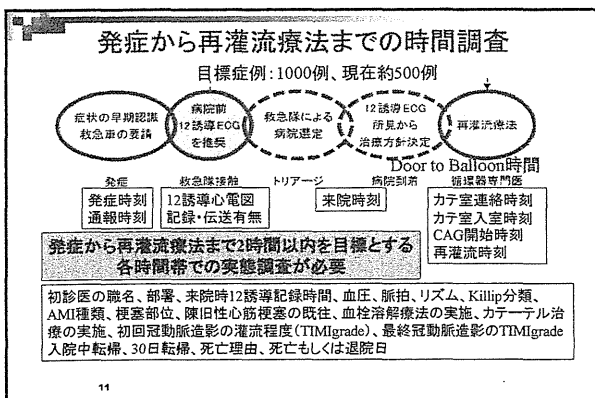 発症から再灌流療法までの時間調査
目標症例:1000例、現在約500例
症状の早期認識
救急車の要請
病院前
12誘導ECG
を推奨
救急隊による
病院選定
12誘導ECG
所見から
治療方針決定
再灌流療法
Door to Balloon時間
発症
救急隊接触
トリアージ
病院到着
循環器専門医
発症時刻
通報時刻
12誘導心電図
記録・伝送有無
来院時刻
カテ室連絡時刻
カテ室入室時刻
CAG開始時刻
再灌流時刻
発症から再灌流療法まで2時間以内を目標とする
各時間帯での実態調査が必要
初診医の職名、部署、来院時12誘導記録時間、血圧、脈拍、リズム、Killip分類、
AMI種類、梗塞部位、陳旧性心筋梗塞の既往、血栓溶解療法の実施、カテーテル治
療の実施、初回冠動脈造影の灌流程度(TIMIgrade)、最終冠動脈造影のTIMIgrade
入院中転帰、30日転帰、死亡理由、死亡もしくは退院日
11